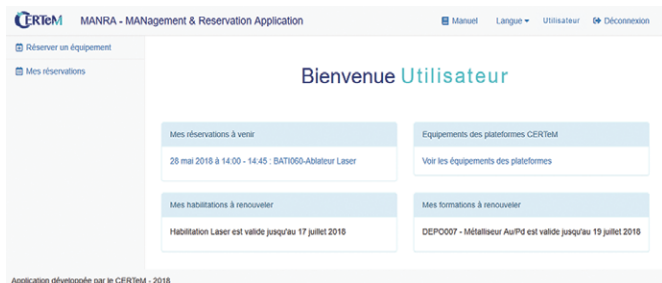 CERTeM MANRA - MANagement & Reservation Application Manuel Langue Utilisateur Déconnexion
Réserver un équipement
Mes réservations
Bienvenue Utilisateur
Mes réservations à venir
28 mai 2018 à 14:00 - 14:45 : BATI060-Ablateur Laser
Equipements des plateformes CERTeM
Voir les équipements des plateformes
Mes habilitations à renouveler
Habilitation Laser est valide jusqu'au 17 juillet 2018
Mes formations à renouveler
DEPO007 - Métalliseur Au/Pd est valide jusqu'au 19 juillet 2018
Application développée par le CERTeM - 2018